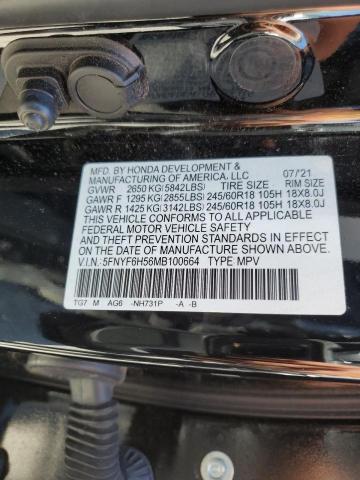 MFD. BY HONDA DEVELOPMENT & 07/'21
MANUFACTURING OF AMERICA, LLC
GVWR 2650 KG(5842LBS) TIRE SIZE RIM SIZE
GAWR F 1295 KG(2855LBS) 245/60R18 105H 18X8.0J
GAWR R 1425 KG(3142LBS) 245/60R18 105H 18X8.0J
THIS VEHICLE CONFORMS TO ALL APPLICABLE
FEDERAL MOTOR VEHICLE SAFETY AND
THEFT PREVENTION STANDARDS IN EFFECT
ON THE DATE OF MANUFACTURE SHOWN ABOVE.
V.I.N.: 5FNYF6H56MB100664 TYPE: MPV
TG7 M AG6 -NH731P -A -B